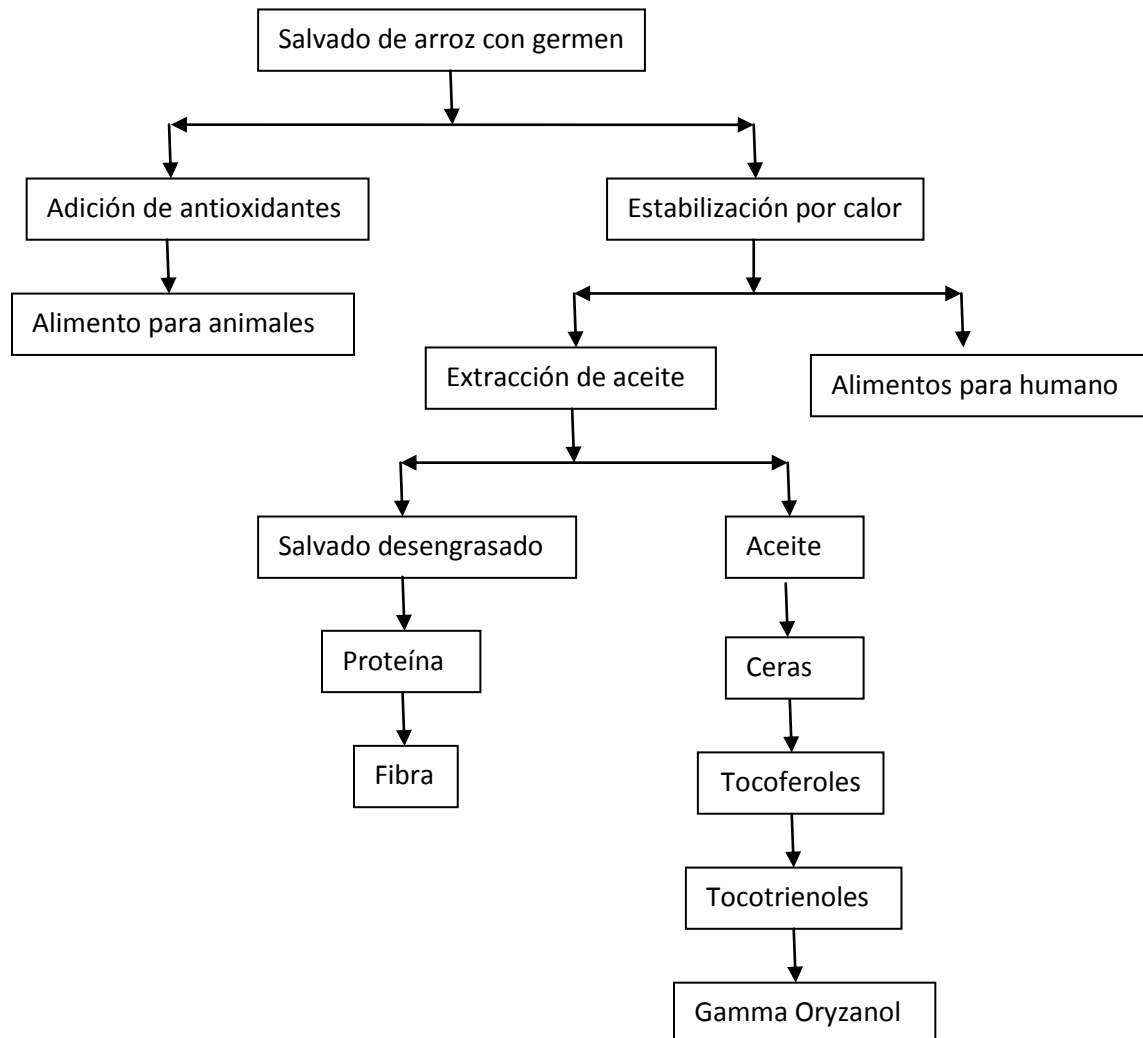 Salvado de arroz con germen
Adición de antioxidantes
Estabilización por calor
Alimento para animales
Extracción de aceite
Alimentos para humano
Salvado desengrasado
Aceite
Proteína
Ceras
Fibra
Tocoferoles
Tocotrienoles
Gamma Oryzanol